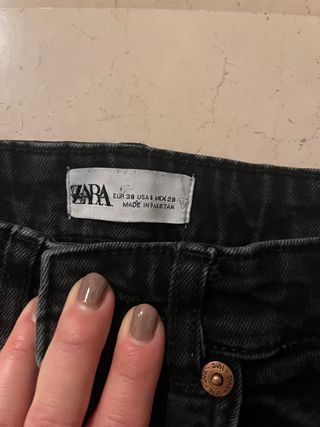 ZARA
EUR 38 USA 6 MEX 28
MADE IN PAKISTAN